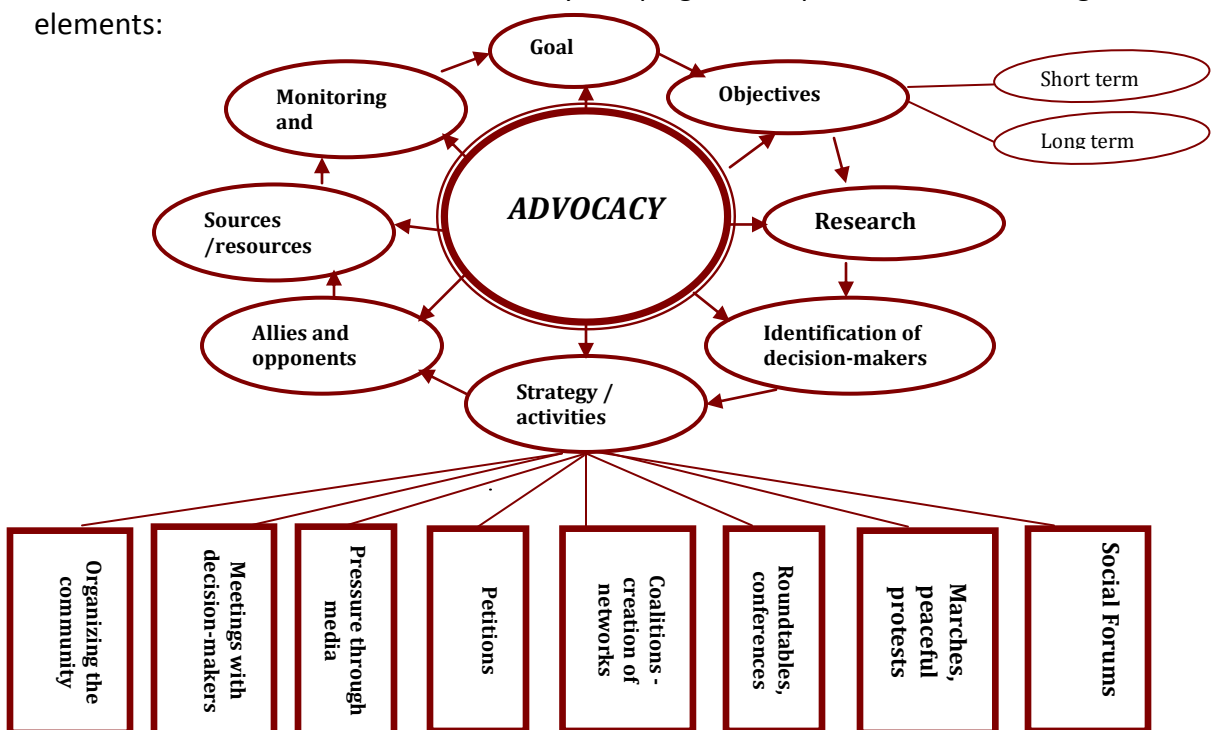 elements:
Goal
Monitoring
and
Objectives
Short term
Long term
ADVOCACY
Sources
/resources
Research
Allies and
opponents
Identification of
decision-makers
Strategy /
activities
Organizing the
community
Meetings with
decision-makers
Pressure through
media
Petitions
Coalitions -
creation of
networks
Roundtables,
conferences
Marches,
peaceful
protests
Social Forums